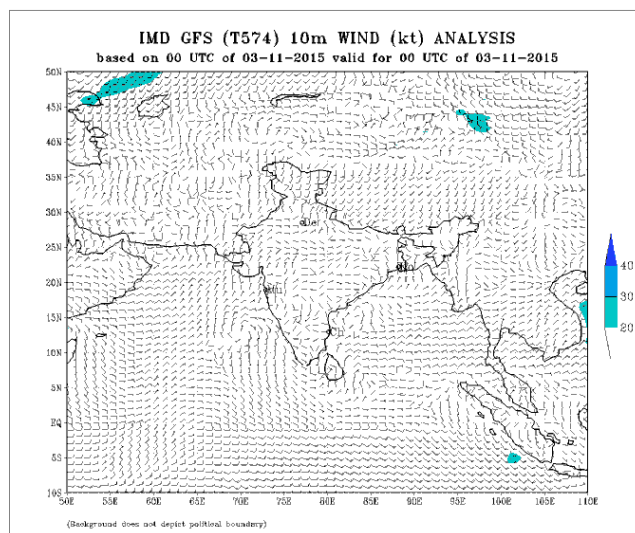 IMD GFS (T574) 10m WIND (kt) ANALYSIS
based on 00 UTC of 03-11-2015 valid for 00 UTC of 03-11-2015
50N
45N
40N
35N
30N
25N
20N
15N
10N
5N
EQ
5S
10S
50E 55E 60E 65E 70E 75E 80E 85E 90E 95E 100E 105E 110E
40
30
20
(Background does not depict political boundary)